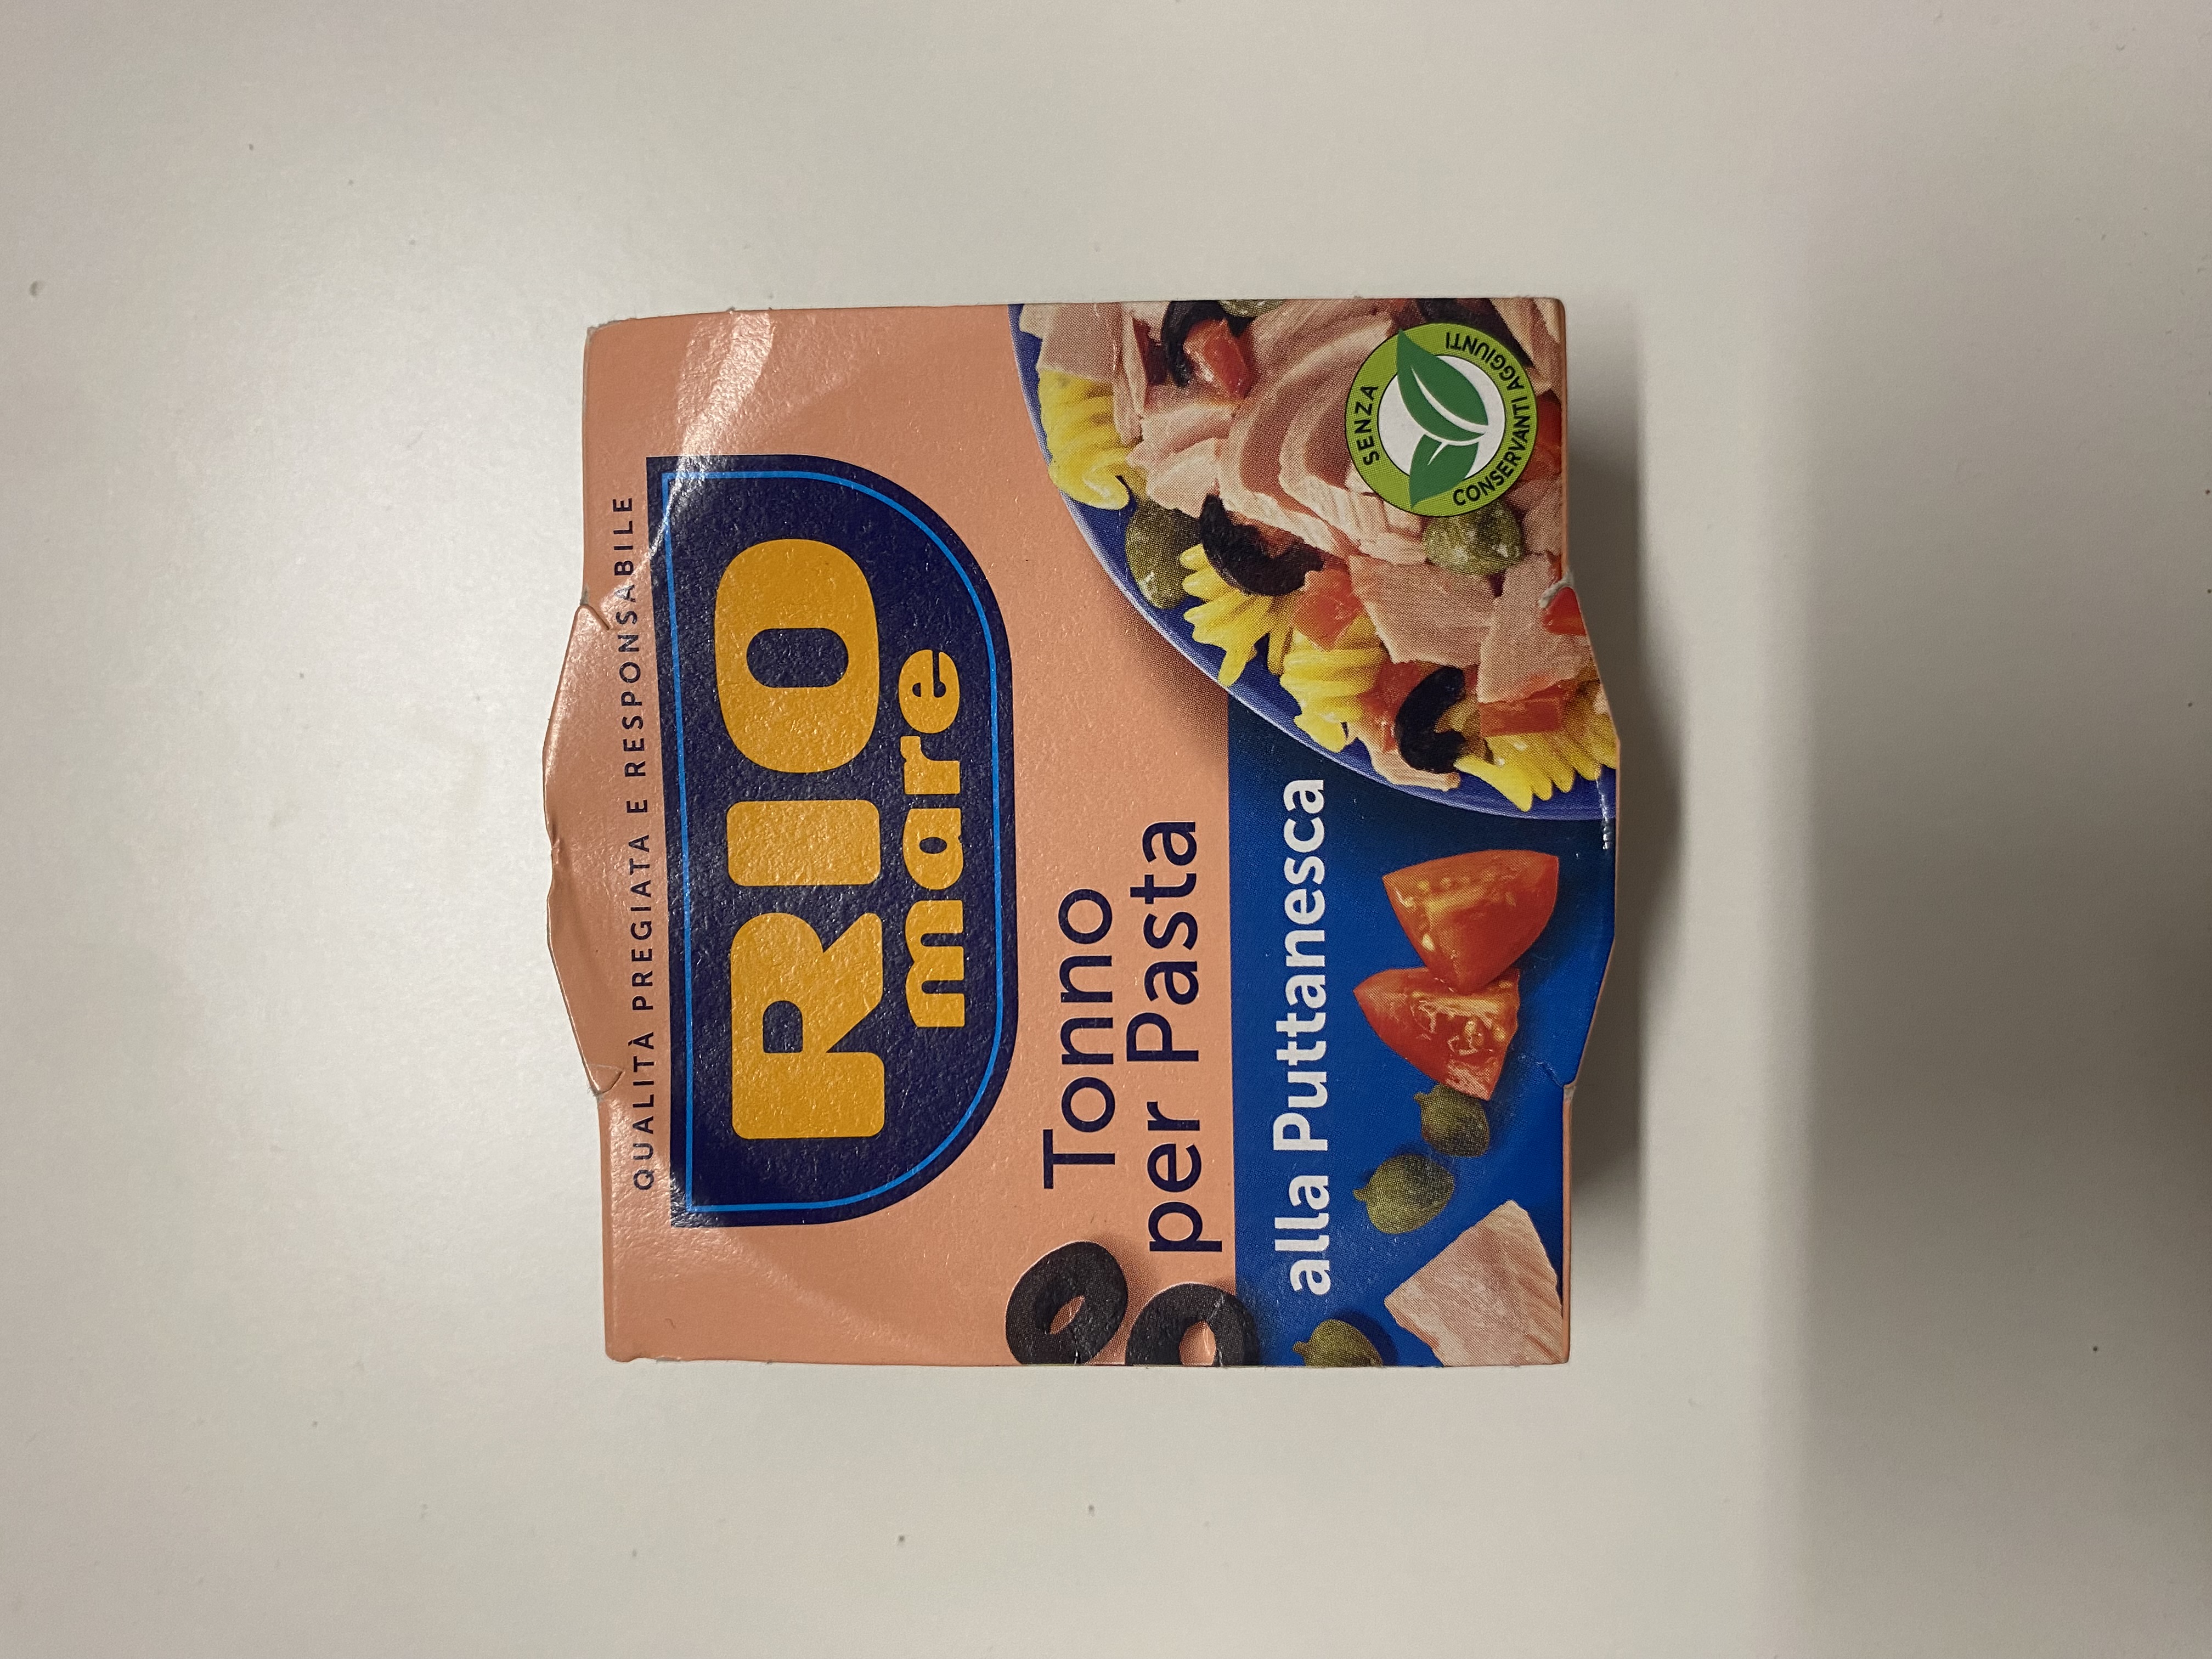 QUALITÀ PREGIATA E RESPONSABILE
RIO
mare
Tonno
per Pasta
alla Puttanesca
SENZA
CONSERVANTI AGGIUNTI